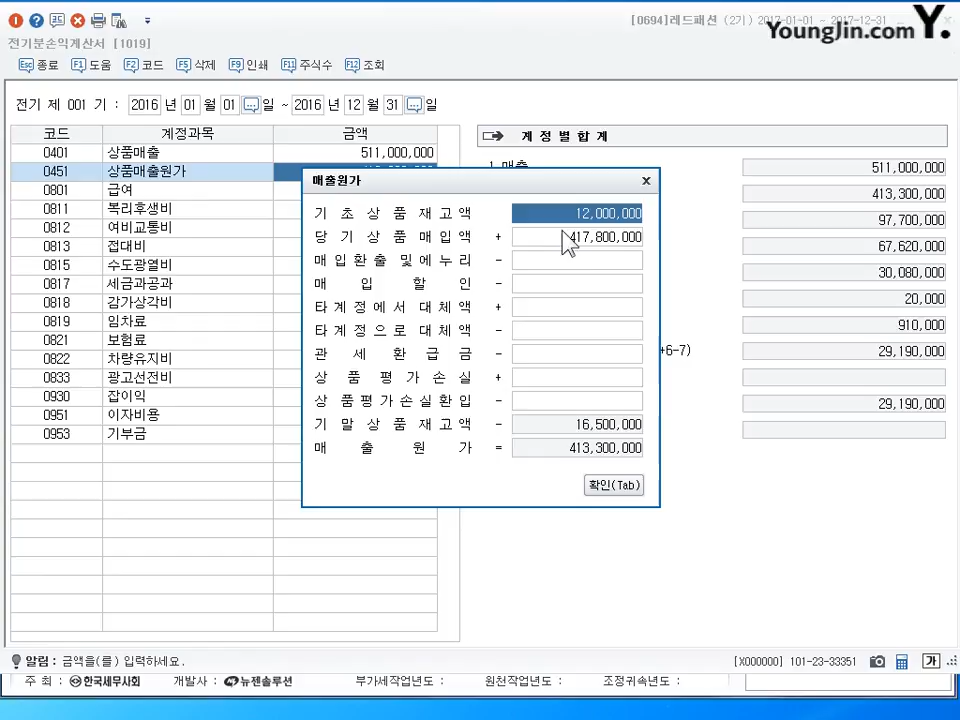 [0694]레드패션 (2기) 2017-01-01 ~ 2017-12-31
YoungJin.com Y.
전기분손익계산서 [1019]
Esc 종료 F1 도움 F2 코드 F5 삭제 F9 인쇄 F11 주식수 F12 조회
전기 제 001 기 : 2016 년 01 월 01 일 ~ 2016 년 12 월 31 일
코드 계정과목 금액
계 정 별 합 계
0401 상품매출 511,000,000
1.매출 511,000,000
0451 상품매출원가
413,300,000
0801 급여
0811 복리후생비
97,700,000
0812 여비교통비
0813 접대비
67,620,000
0815 수도광열비
30,080,000
0817 세금과공과
0818 감가상각비
20,000
0819 임차료
910,000
0821 보험료
+6-7) 29,190,000
0822 차량유지비
0833 광고선전비
0930 잡이익
29,190,000
0951 이자비용
0953 기부금
매출원가 x
기 초 상 품 재 고 액 12,000,000
당 기 상 품 매 입 액 + 417,800,000
매 입 환 출 및 에 누 리 -
매 입 할 인 -
타 계 정 에 서 대 체 액 +
타 계 정 으 로 대 체 액 -
관 세 환 급 금 -
상 품 평 가 손 실 +
상 품 평 가 손 실 환 입 -
기 말 상 품 재 고 액 - 16,500,000
매 출 원 가 = 413,300,000
확인(Tab)
알림 : 금액을(를) 입력하세요.
[X000000] 101-23-33351 가
주 최 : 한국세무사회 개발사 : 뉴젠솔루션 부가세작업년도 : 원천작업년도 : 조정귀속년도 :